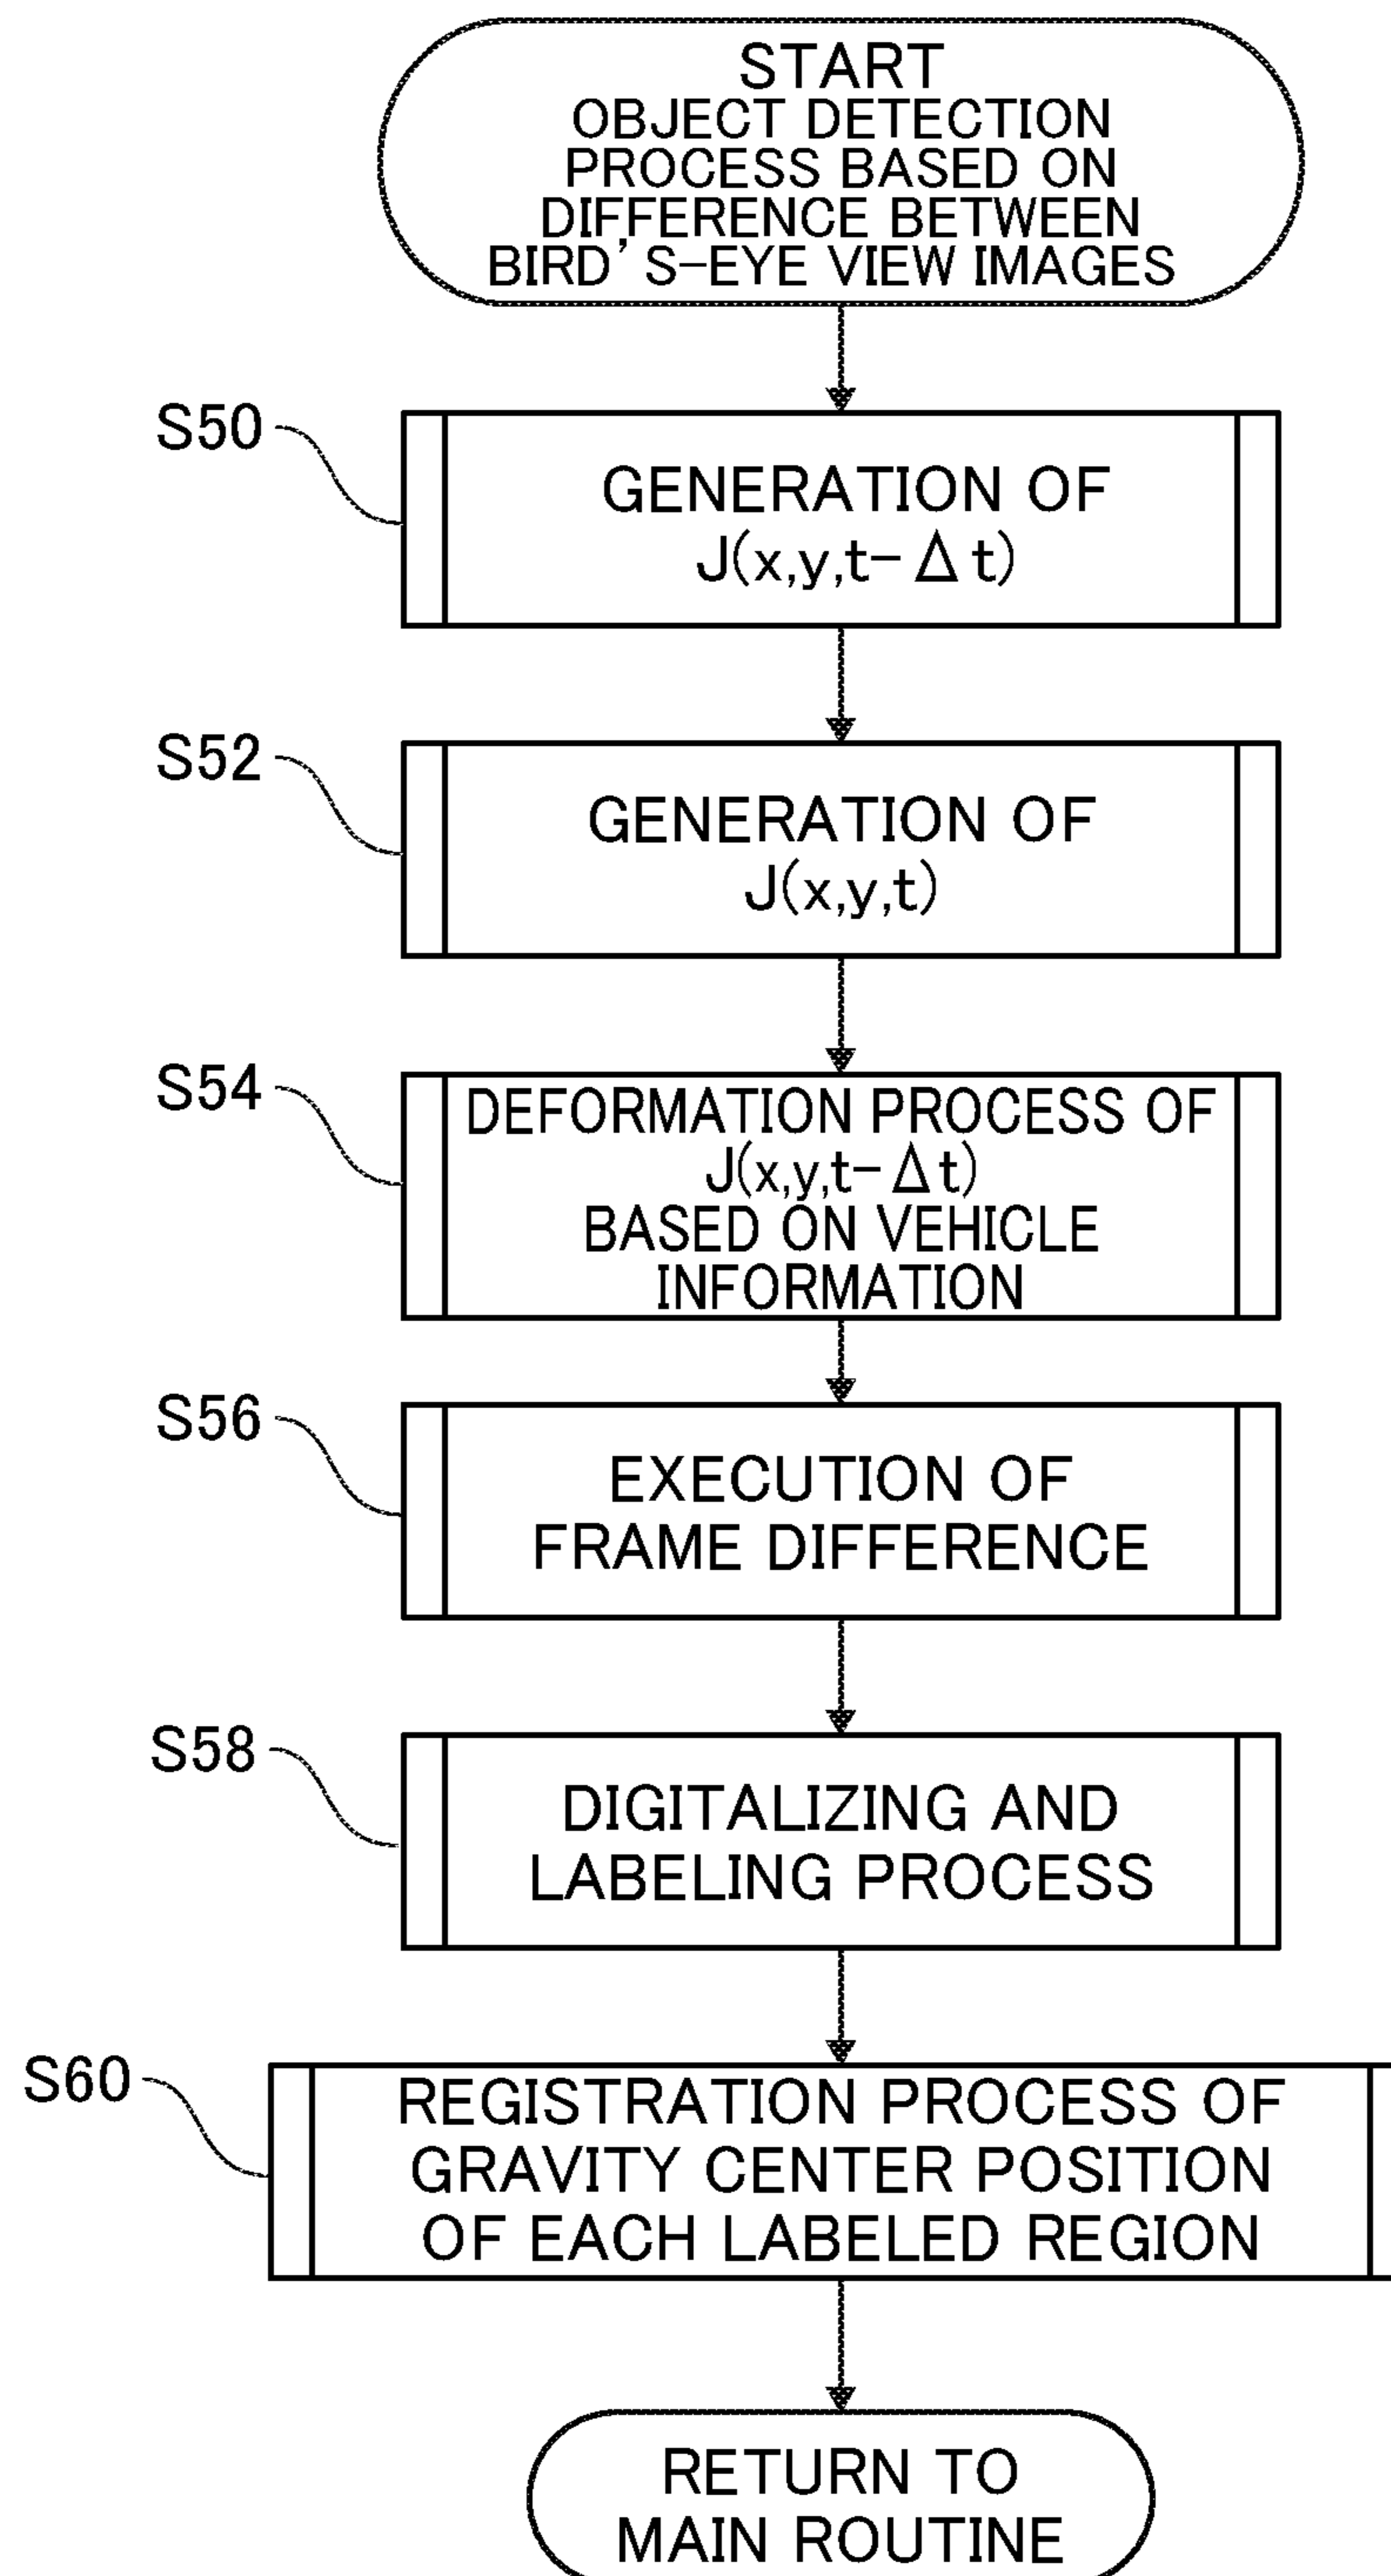 START
OBJECT DETECTION
PROCESS BASED ON
DIFFERENCE BETWEEN
BIRD'S-EYE VIEW IMAGES
S50
GENERATION OF
J(x,y,t-Δt)
S52
GENERATION OF
J(x,y,t)
S54
DEFORMATION PROCESS OF
J(x,y,t-Δt)
BASED ON VEHICLE
INFORMATION
S56
EXECUTION OF
FRAME DIFFERENCE
S58
DIGITALIZING AND
LABELING PROCESS
S60
REGISTRATION PROCESS OF
GRAVITY CENTER POSITION
OF EACH LABELED REGION
RETURN TO
MAIN ROUTINE